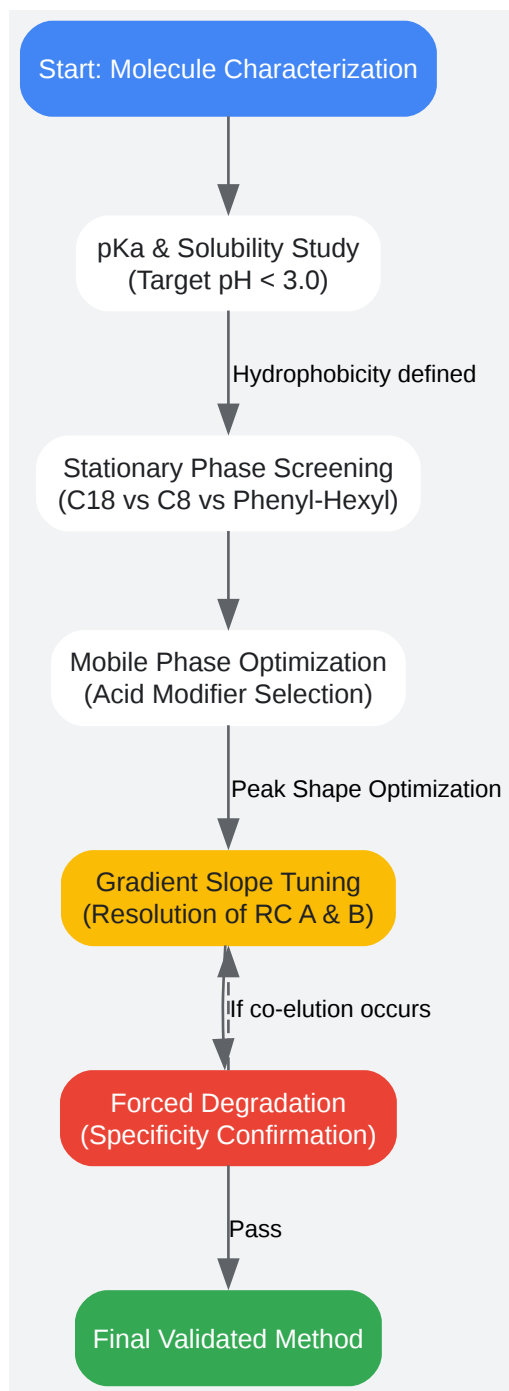 Start: Molecule Characterization
pKa & Solubility Study
(Target pH < 3.0)
Hydrophobicity defined
Stationary Phase Screening
(C18 vs C8 vs Phenyl-Hexyl)
Mobile Phase Optimization
(Acid Modifier Selection)
Peak Shape Optimization
Gradient Slope Tuning
(Resolution of RC A & B)
If co-elution occurs
Forced Degradation
(Specificity Confirmation)
Pass
Final Validated Method